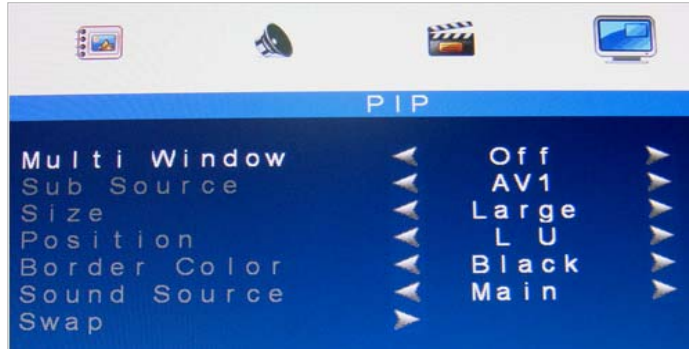 PIP
Multi Window Off
Sub Source AV1
Size Large
Position L U
Border Color Black
Sound Source Main
Swap